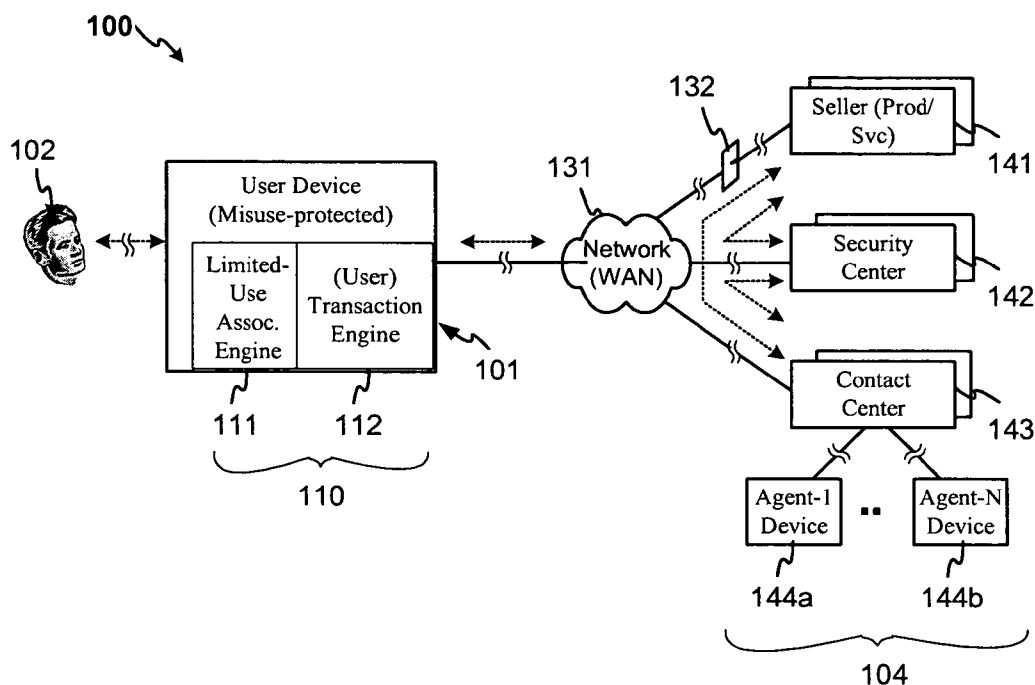 100
102
User Device
(Misuse-protected)
Limited-
Use
Assoc.
Engine
(User)
Transaction
Engine
101
111
112
110
131
Network
(WAN)
132
Seller (Prod/
Svc)
141
Security
Center
142
Contact
Center
143
Agent-1
Device
..
Agent-N
Device
144a
144b
104